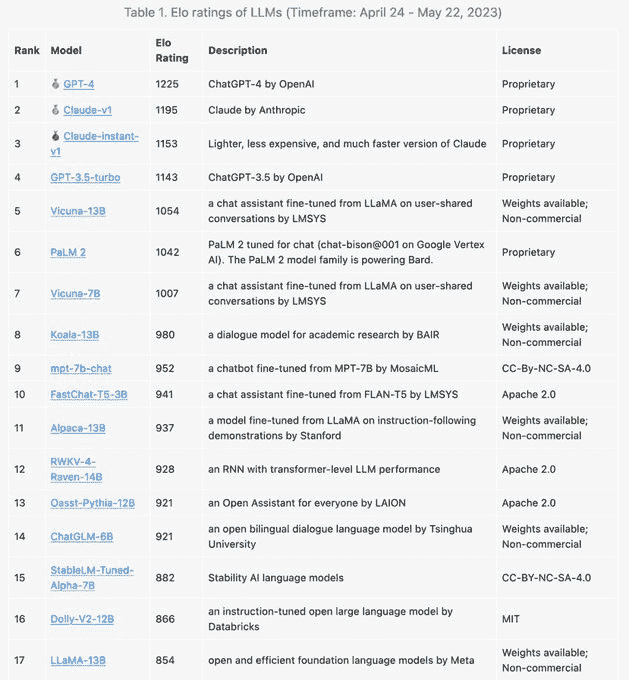 Table 1. Elo ratings of LLMs (Timeframe: April 24 - May 22, 2023)
Rank Model Elo Rating Description License
1 GPT-4 1225 ChatGPT-4 by OpenAI Proprietary
2 Claude-v1 1195 Claude by Anthropic Proprietary
3 Claude-instant-v1 1153 Lighter, less expensive, and much faster version of Claude Proprietary
4 GPT-3.5-turbo 1143 ChatGPT-3.5 by OpenAI Proprietary
5 Vicuna-13B 1054 a chat assistant fine-tuned from LLaMA on user-shared conversations by LMSYS Weights available; Non-commercial
6 PaLM 2 1042 PaLM 2 tuned for chat (chat-bison@001 on Google Vertex AI). The PaLM 2 model family is powering Bard. Proprietary
7 Vicuna-7B 1007 a chat assistant fine-tuned from LLaMA on user-shared conversations by LMSYS Weights available; Non-commercial
8 Koala-13B 980 a dialogue model for academic research by BAIR Weights available; Non-commercial
9 mpt-7b-chat 952 a chatbot fine-tuned from MPT-7B by MosaicML CC-By-NC-SA-4.0
10 FastChat-T5-3B 941 a chat assistant fine-tuned from FLAN-T5 by LMSYS Apache 2.0
11 Alpaca-13B 937 a model fine-tuned from LLaMA on instruction-following demonstrations by Stanford Weights available; Non-commercial
12 RWKV-4-Raven-14B 928 an RNN with transformer-level LLM performance Apache 2.0
13 Oasst-Pythia-12B 921 an Open Assistant for everyone by LAION Apache 2.0
14 ChatGLM-6B 921 an open bilingual dialogue language model by Tsinghua University Weights available; Non-commercial
15 StableLM-Tuned-Alpha-7B 882 Stability AI language models CC-BY-NC-SA-4.0
16 Dolly-V2-12B 866 an instruction-tuned open large language model by Databricks MIT
17 LLaMA-13B 854 open and efficient foundation language models by Meta Weights available; Non-commercial